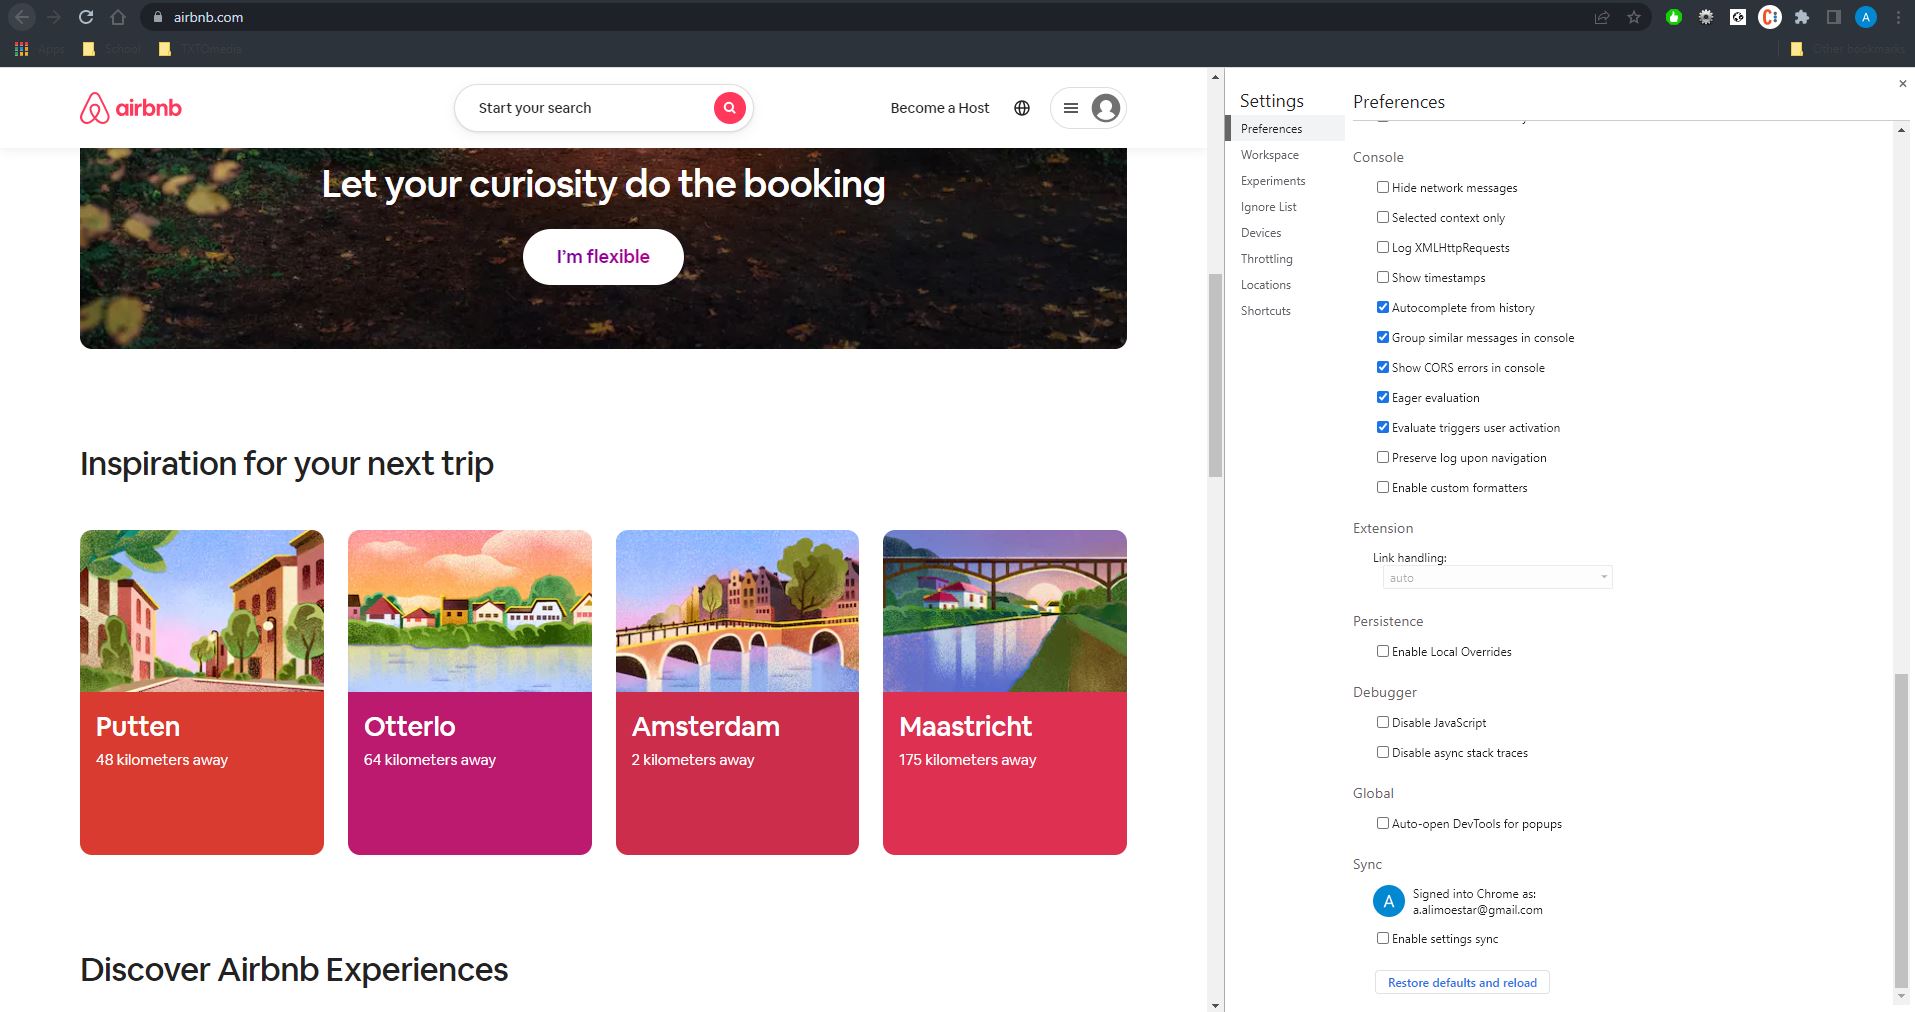 airbnb.com
A
Apps
School
TXTOmedia
Other bookmarks
airbnb
Start your search
Become a Host
Let your curiosity do the booking
I'm flexible
Inspiration for your next trip
Putten
48 kilometers away
Otterlo
64 kilometers away
Amsterdam
2 kilometers away
Maastricht
175 kilometers away
Discover Airbnb Experiences
Settings
Preferences
Workspace
Experiments
Ignore List
Devices
Throttling
Locations
Shortcuts
Preferences
Console
Hide network messages
Selected context only
Log XMLHttpRequests
Show timestamps
Autocomplete from history
Group similar messages in console
Show CORS errors in console
Eager evaluation
Evaluate triggers user activation
Preserve log upon navigation
Enable custom formatters
Extension
Link handling:
auto
Persistence
Enable Local Overrides
Debugger
Disable JavaScript
Disable async stack traces
Global
Auto-open DevTools for popups
Sync
A
Signed into Chrome as:
a.alimoestar@gmail.com
Enable settings sync
Restore defaults and reload